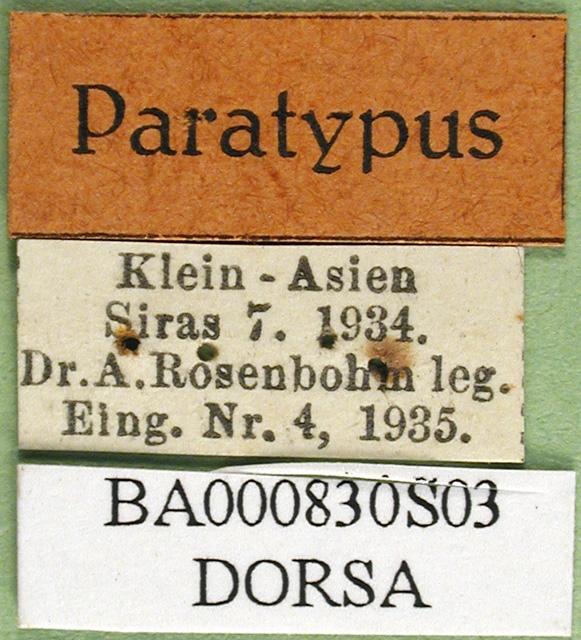 Paratypus
Klein - Asien
Siras 7. 1934.
Dr. A. Rosenbohm leg.
Eing. Nr. 4, 1935.
BA000830S03
DORSA